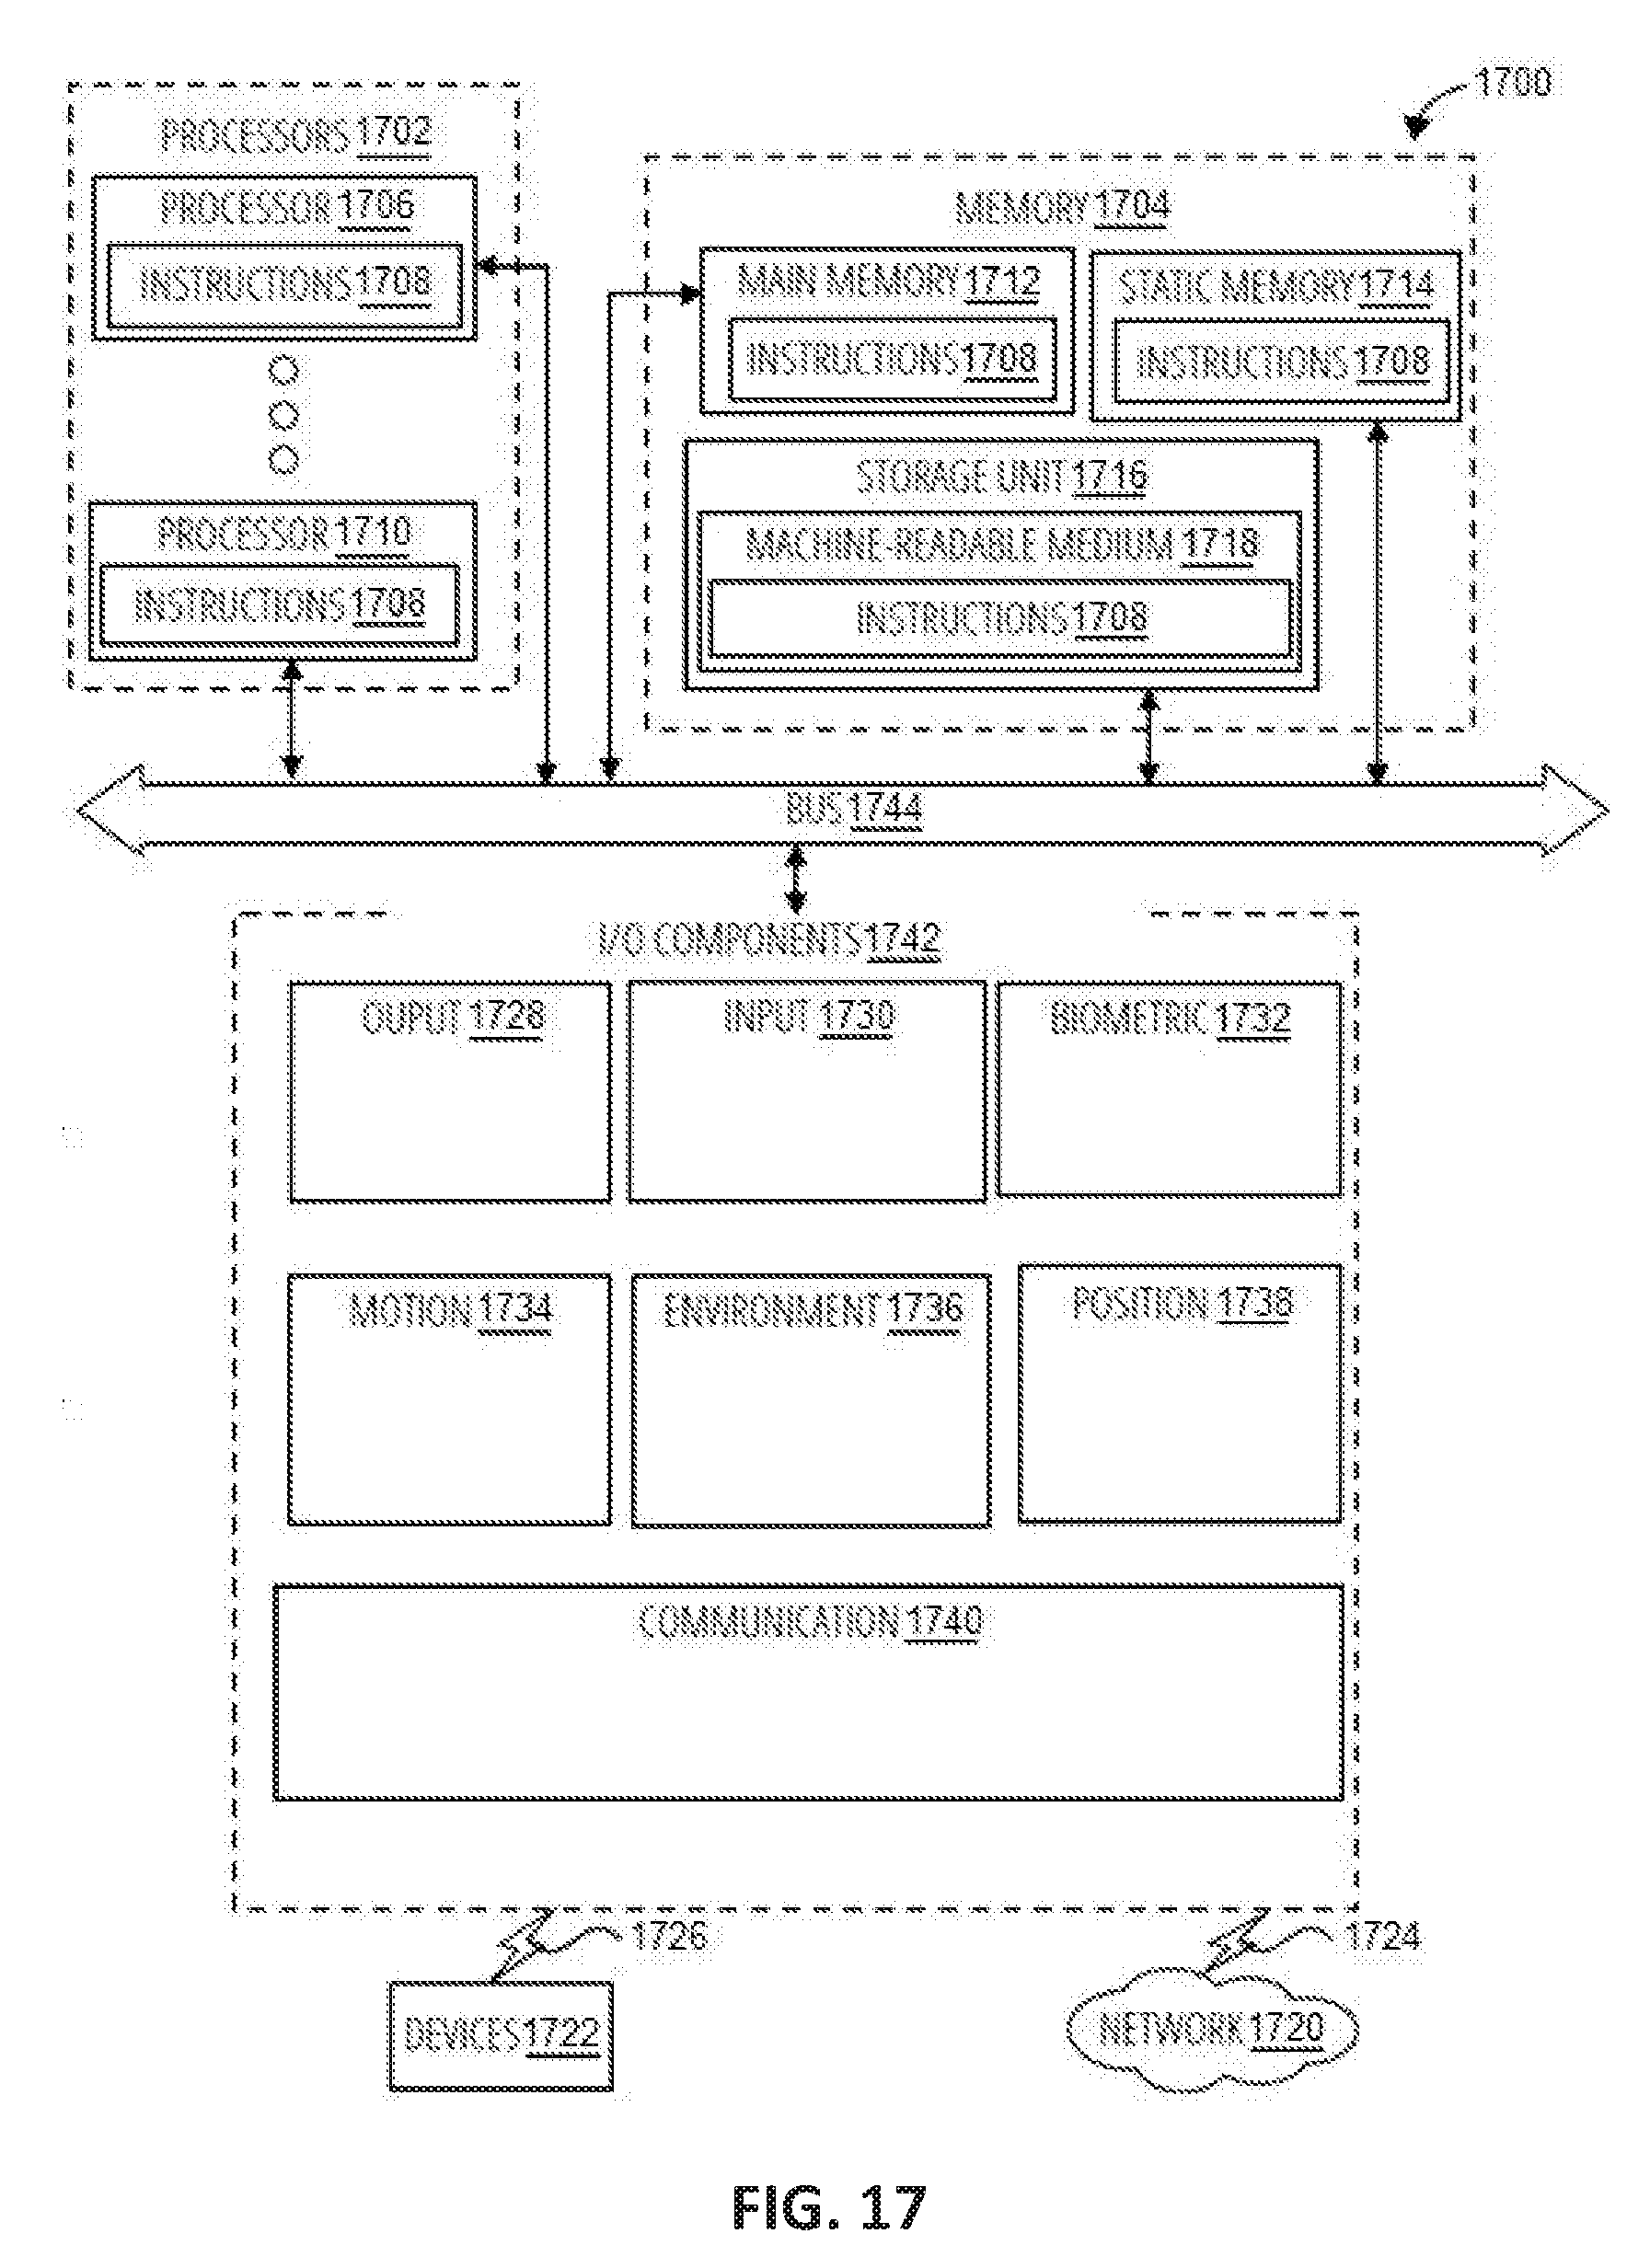 1700
PROCESSORS 1702
PROCESSOR 1706
INSTRUCTIONS 1708
PROCESSOR 1710
INSTRUCTIONS 1708
MEMORY 1704
MAIN MEMORY 1712
INSTRUCTIONS 1708
STATIC MEMORY 1714
INSTRUCTIONS 1708
STORAGE UNIT 1716
MACHINE-READABLE MEDIUM 1718
INSTRUCTIONS 1708
BUS 1744
I/O COMPONENTS 1742
OUPUT 1728
INPUT 1730
BIOMETRIC 1732
MOTION 1734
ENVIRONMENT 1736
POSITION 1738
COMMUNICATION 1740
1726
1724
DEVICES 1722
NETWORK 1720
FIG. 17